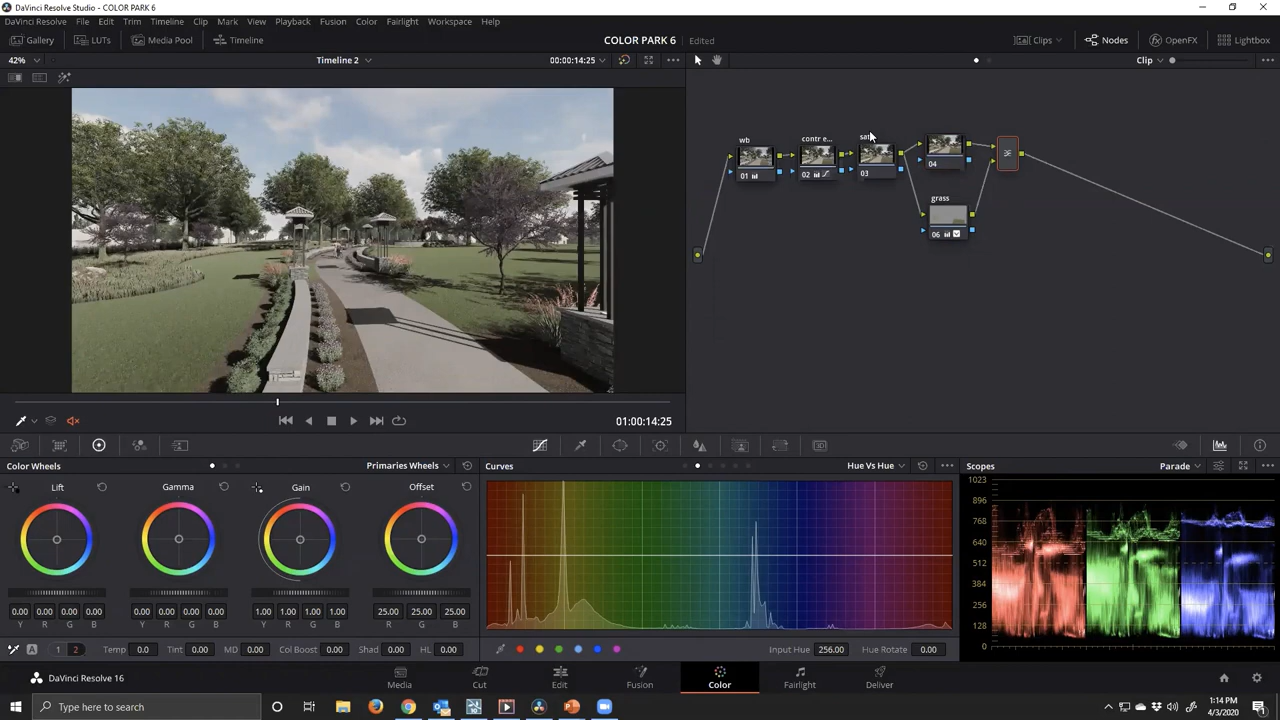 DaVinci Resolve Studio - COLOR PARK 6
DaVinci Resolve File Edit Trim Timeline Clip Mark View Playback Fusion Color Fairlight Workspace Help
Gallery LUTs Media Pool Timeline COLOR PARK 6 Edited Clips Nodes OpenFX Lightbox
42% Timeline 2 00:00:14:25 Clip
wb contr e... sat
01 02 03 04
grass
06
01:00:14:25
Color Wheels Primaries Wheels Curves Hue Vs Hue Scopes Parade
Lift Gamma Gain Offset
1023
896
768
640
512
384
256
128
0
0.00 0.00 0.00 0.00 0.00 0.00 0.00 0.00 1.00 1.00 1.00 1.00 25.00 25.00 25.00
Y R G B Y R G B Y R G B R G B
A 1 2 Temp 0.0 Tint 0.00 MD 0.00 Col Boost 0.00 Shad 0.00 HL 0.00 Input Hue 256.00 Hue Rotate 0.00
DaVinci Resolve 16 Media Cut Edit Fusion Color Fairlight Deliver
Type here to search
1:14 PM
4/3/2020